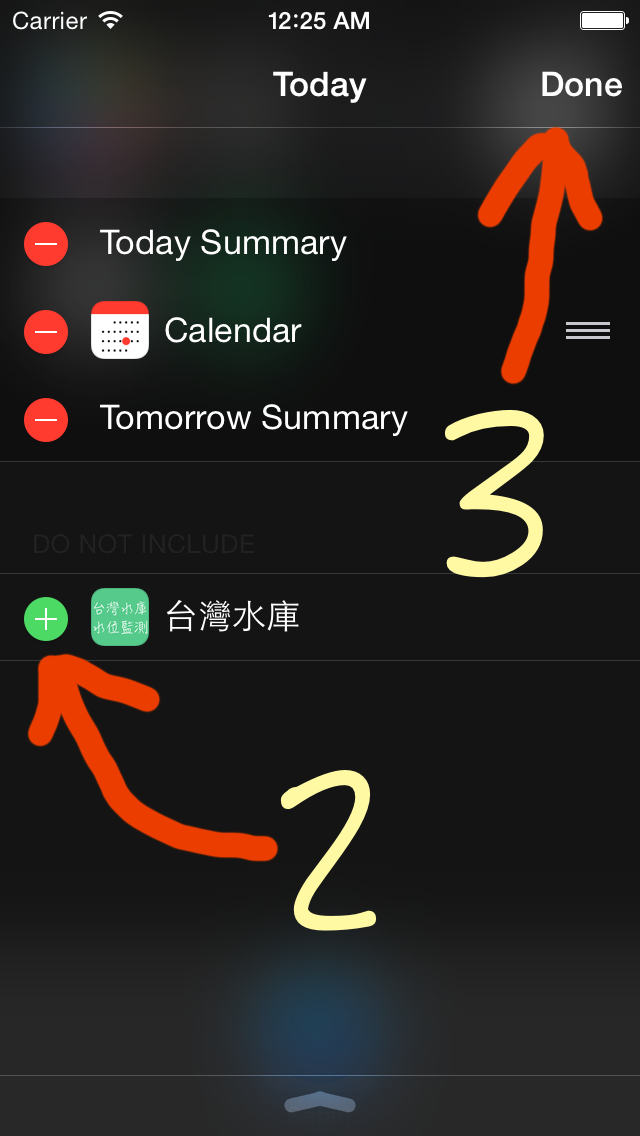 Carrier 12:25 AM
Today Done
Today Summary
Calendar
Tomorrow Summary
3
DO NOT INCLUDE
台灣水庫
水位監測
台灣水庫
2